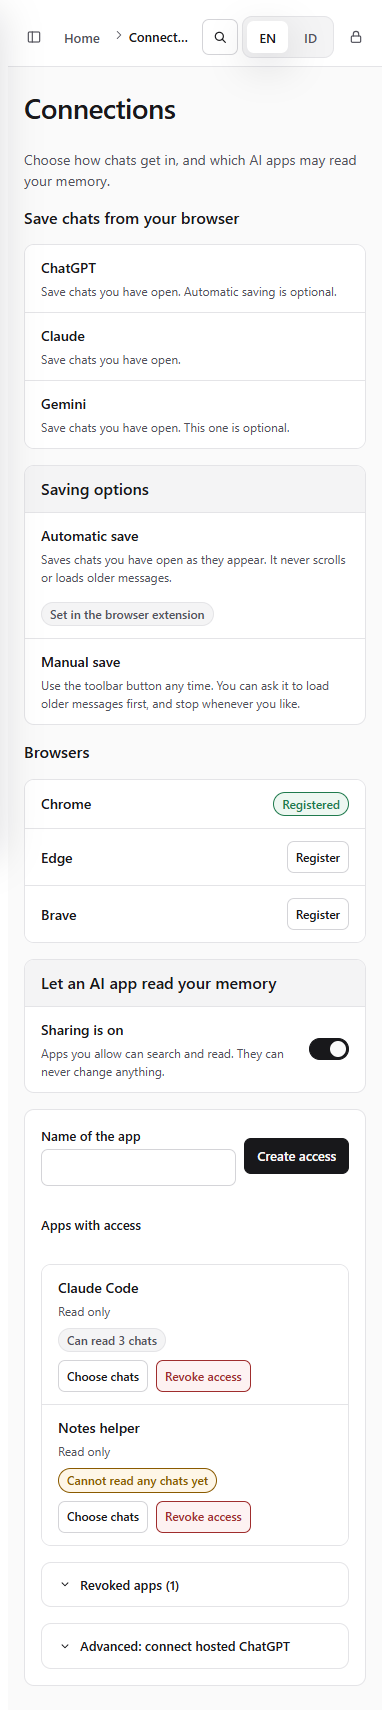 Home > Connect... EN ID
Connections
Choose how chats get in, and which AI apps may read
your memory.
Save chats from your browser
ChatGPT
Save chats you have open. Automatic saving is optional.
Claude
Save chats you have open.
Gemini
Save chats you have open. This one is optional.
Saving options
Automatic save
Saves chats you have open as they appear. It never scrolls
or loads older messages.
Set in the browser extension
Manual save
Use the toolbar button any time. You can ask it to load
older messages first, and stop whenever you like.
Browsers
Chrome Registered
Edge Register
Brave Register
Let an AI app read your memory
Sharing is on
Apps you allow can search and read. They can
never change anything.
Name of the app
Create access
Apps with access
Claude Code
Read only
Can read 3 chats
Choose chats Revoke access
Notes helper
Read only
Cannot read any chats yet
Choose chats Revoke access
Revoked apps (1)
Advanced: connect hosted ChatGPT